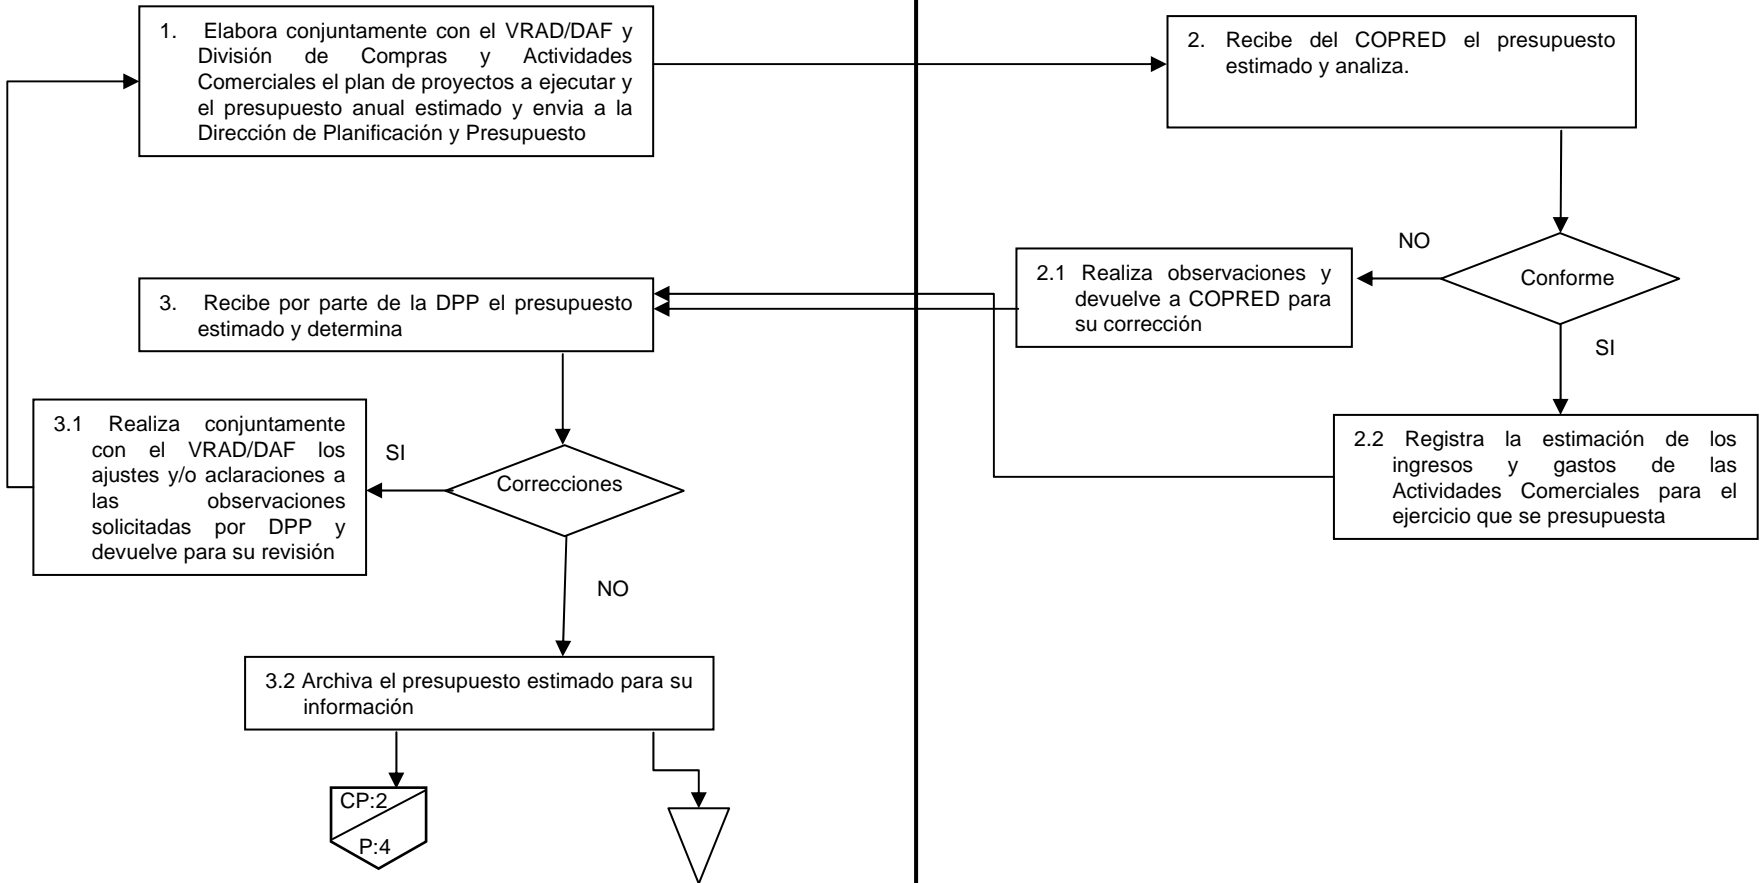 1. Elabora conjuntamente con el VRAD/DAF y
División de Compras y Actividades
Comerciales el plan de proyectos a ejecutar y
el presupuesto anual estimado y envia a la
Dirección de Planificación y Presupuesto
2. Recibe del COPRED el presupuesto
estimado y analiza.
NO
Conforme
SI
2.1 Realiza observaciones y
devuelve a COPRED para
su corrección
3. Recibe por parte de la DPP el presupuesto
estimado y determina
2.2 Registra la estimación de los
ingresos y gastos de las
Actividades Comerciales para el
ejercicio que se presupuesta
3.1 Realiza conjuntamente
con el VRAD/DAF los
ajustes y/o aclaraciones a
las observaciones
solicitadas por DPP y
devuelve para su revisión
SI
Correcciones
NO
3.2 Archiva el presupuesto estimado para su
información
CP:2
P:4